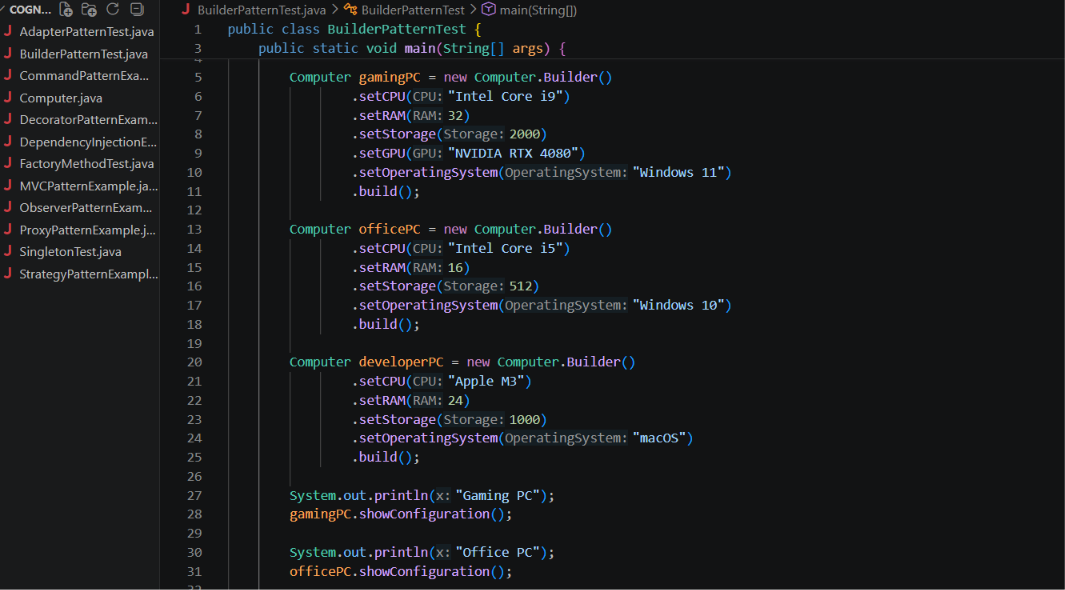 COGN...
AdapterPatternTest.java
BuilderPatternTest.java
CommandPatternExa...
Computer.java
DecoratorPatternExam...
DependencyInjectionE...
FactoryMethodTest.java
MVCPatternExample.ja...
ObserverPatternExam...
ProxyPatternExample.j...
SingletonTest.java
StrategyPatternExampl...
J BuilderPatternTest.java > BuilderPatternTest > main(String[])
1 public class BuilderPatternTest {
3 public static void main(String[] args) {
5 Computer gamingPC = new Computer.Builder()
6 .setCPU(CPU: "Intel Core i9")
7 .setRAM(RAM: 32)
8 .setStorage(Storage: 2000)
9 .setGPU(GPU: "NVIDIA RTX 4080")
10 .setOperatingSystem(OperatingSystem: "Windows 11")
11 .build();
12
13 Computer officePC = new Computer.Builder()
14 .setCPU(CPU: "Intel Core i5")
15 .setRAM(RAM: 16)
16 .setStorage(Storage: 512)
17 .setOperatingSystem(OperatingSystem: "Windows 10")
18 .build();
19
20 Computer developerPC = new Computer.Builder()
21 .setCPU(CPU: "Apple M3")
22 .setRAM(RAM: 24)
23 .setStorage(Storage: 1000)
24 .setOperatingSystem(OperatingSystem: "macOS")
25 .build();
26
27 System.out.println(x: "Gaming PC");
28 gamingPC.showConfiguration();
29
30 System.out.println(x: "Office PC");
31 officePC.showConfiguration();